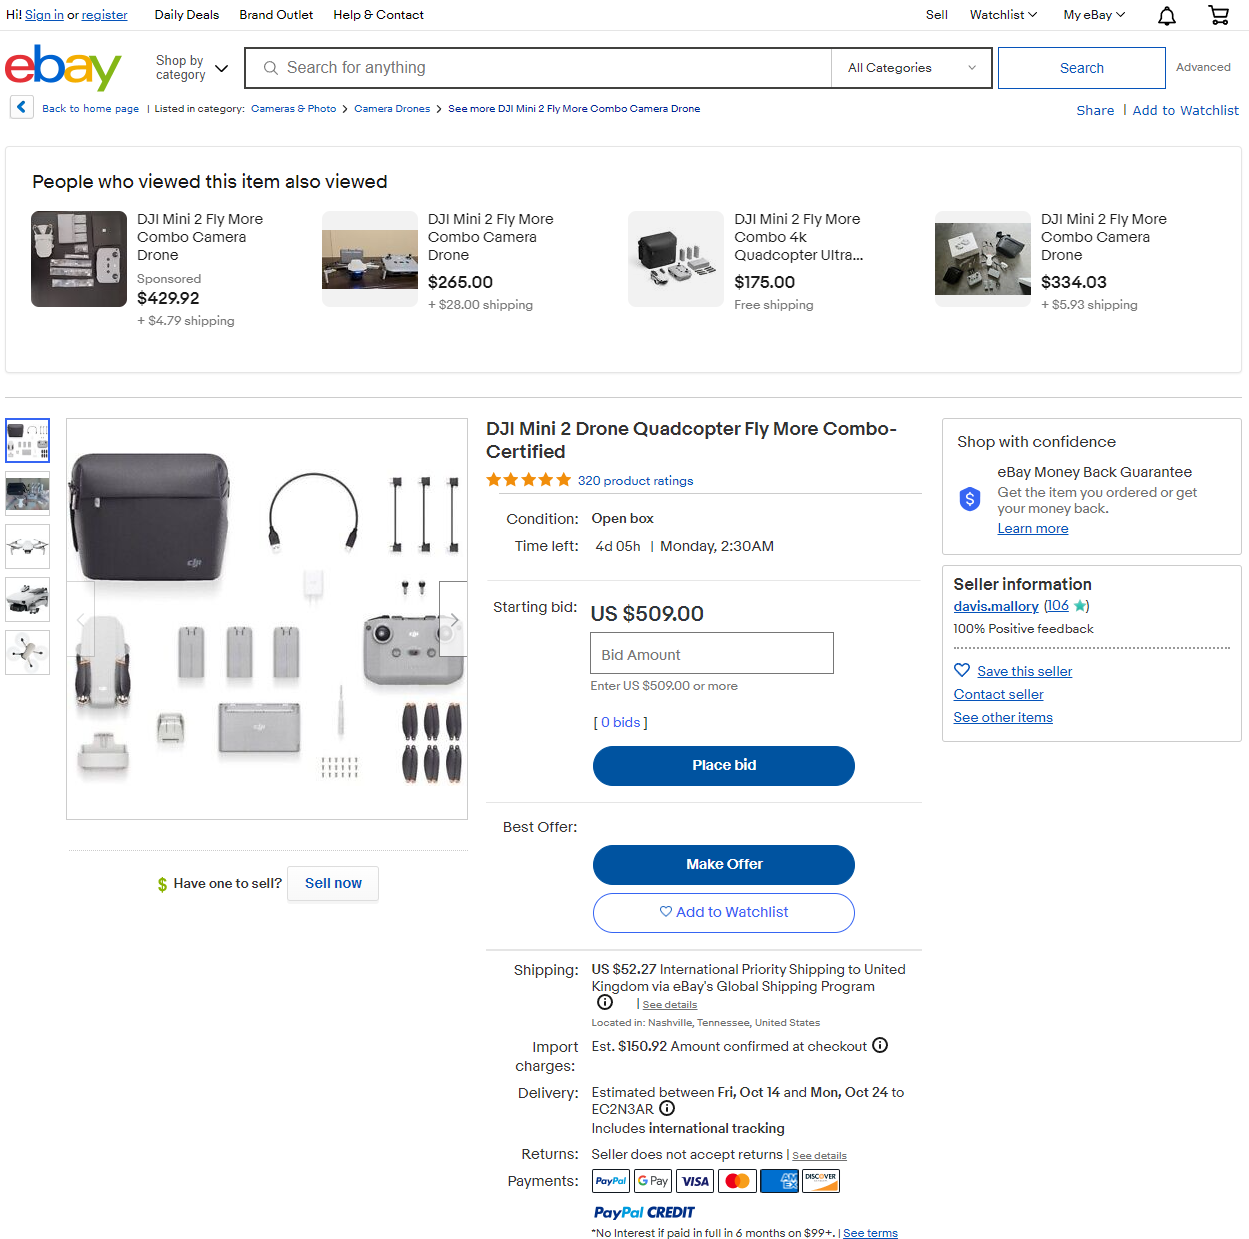 Hi! Sign in or register Daily Deals Brand Outlet Help & Contact Sell Watchlist My eBay
ebay Shop by category Search for anything All Categories Search Advanced
Back to home page | Listed in category: Cameras & Photo > Camera Drones > See more DJI Mini 2 Fly More Combo Camera Drone Share | Add to Watchlist
People who viewed this item also viewed
DJI Mini 2 Fly More
Combo Camera
Drone
Sponsored
$429.92
+ $4.79 shipping
DJI Mini 2 Fly More
Combo Camera
Drone
$265.00
+ $28.00 shipping
DJI Mini 2 Fly More
Combo 4k
Quadcopter Ultra...
$175.00
Free shipping
DJI Mini 2 Fly More
Combo Camera
Drone
$334.03
+ $5.93 shipping
DJI Mini 2 Drone Quadcopter Fly More Combo-
Certified
320 product ratings
Condition: Open box
Time left: 4d 05h | Monday, 2:30AM
Starting bid: US $509.00
Bid Amount
Enter US $509.00 or more
[ 0 bids ]
Place bid
Best Offer:
Make Offer
Add to Watchlist
$ Have one to sell? Sell now
Shipping: US $52.27 International Priority Shipping to United
Kingdom via eBay's Global Shipping Program
| See details
Located in: Nashville, Tennessee, United States
Import
charges: Est. $150.92 Amount confirmed at checkout
Delivery: Estimated between Fri, Oct 14 and Mon, Oct 24 to
EC2N3AR
Includes international tracking
Returns: Seller does not accept returns | See details
Payments: PayPal G Pay VISA AMEX DISCOVER
PayPal CREDIT
*No Interest if paid in full in 6 months on $99+. | See terms
Shop with confidence
eBay Money Back Guarantee
Get the item you ordered or get
your money back.
Learn more
Seller information
davis.mallory (106)
100% Positive feedback
Save this seller
Contact seller
See other items